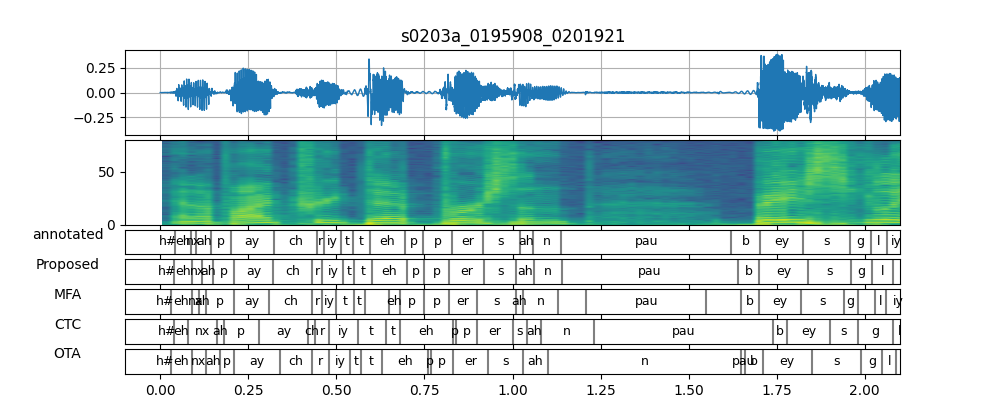 s0203a_0195908_0201921
0.25
0.00
−0.25
50
0
annotated h# eh nx ah p ay ch r iy t t eh p p er s ah n pau b ey s g l iy
Proposed h# eh nx ah p ay ch r iy t t eh p p er s ah n pau b ey s g l
MFA h# eh nx ah p ay ch r iy t t eh p p er s ah n pau b ey s g l iy
CTC h# eh nx ah p ay ch r iy t t eh p p er s ah n pau b ey s g l
OTA h# eh nx ah p ay ch r iy t t eh p p er s ah n pau b ey s g l
0.00 0.25 0.50 0.75 1.00 1.25 1.50 1.75 2.00